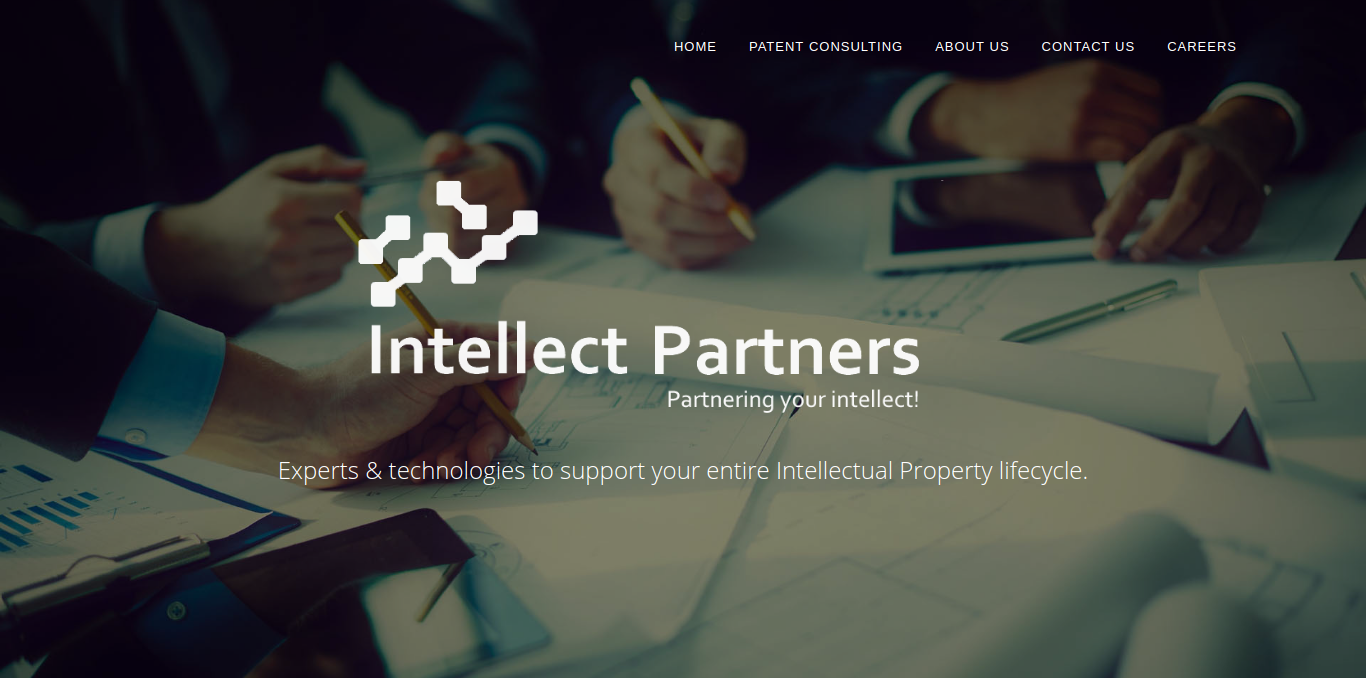 HOME PATENT CONSULTING ABOUT US CONTACT US CAREERS
Intellect Partners
Partnering your intellect!
Experts & technologies to support your entire Intellectual Property lifecycle.